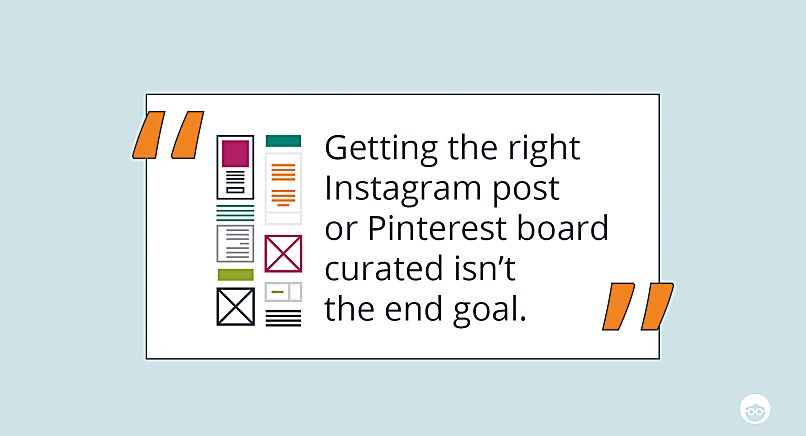 Getting the right
Instagram post
or Pinterest board
curated isn’t
the end goal.